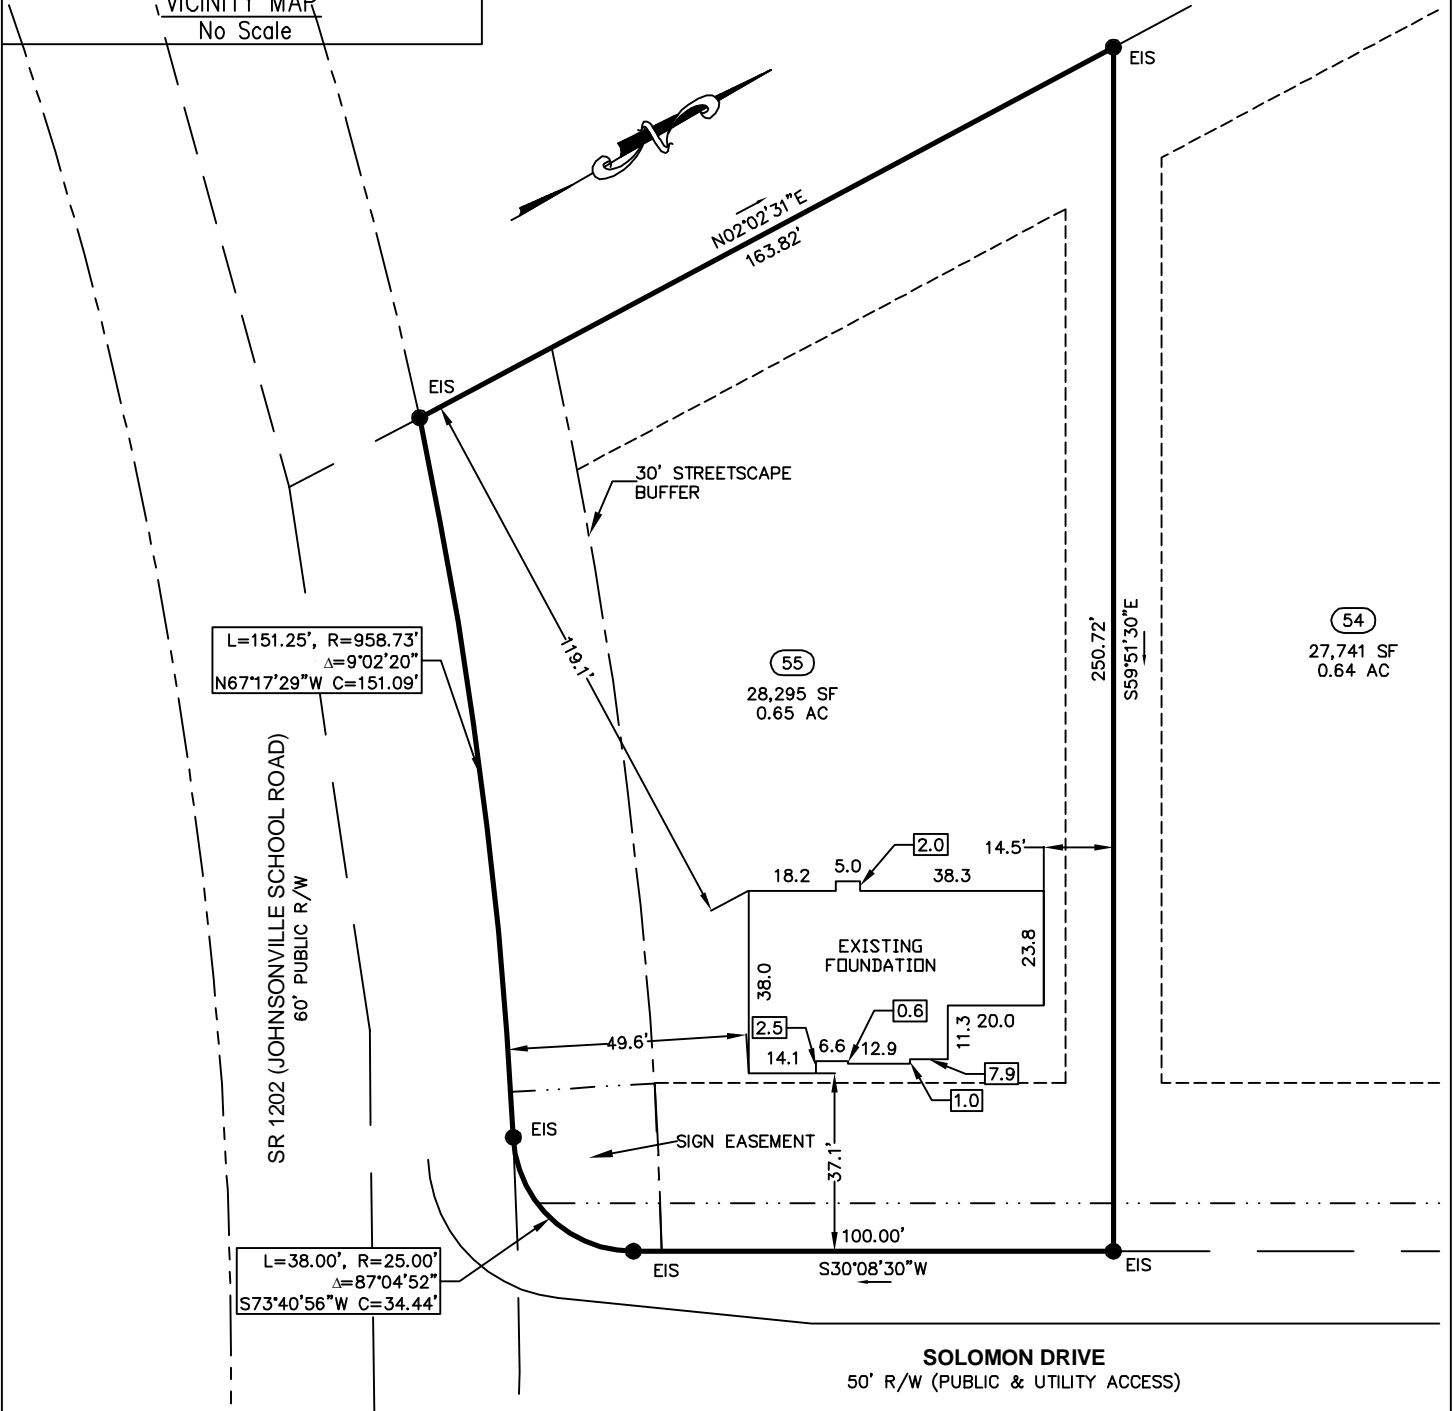 VICINITY MAP
No Scale
EIS
N02°02'31"E
163.82'
EIS
30' STREETSCAPE
BUFFER
119.1'
L=151.25', R=958.73'
Δ=9°02'20"
N67°17'29"W C=151.09'
55
28,295 SF
0.65 AC
250.72'
S59°51'30"E
54
27,741 SF
0.64 AC
SR 1202 (JOHNSONVILLE SCHOOL ROAD)
60' PUBLIC R/W
18.2
5.0
2.0
38.3
14.5'
EXISTING
FOUNDATION
38.0
23.8
49.6'
2.5
14.1
6.6
0.6
12.9
11.3
20.0
7.9
1.0
EIS
SIGN EASEMENT
37.1'
100.00'
S30°08'30"W
EIS
EIS
L=38.00', R=25.00'
Δ=87°04'52"
S73°40'56"W C=34.44'
SOLOMON DRIVE
50' R/W (PUBLIC & UTILITY ACCESS)